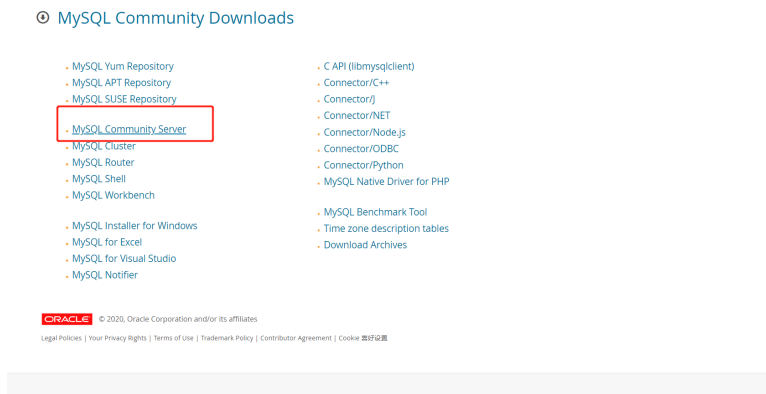 MySQL Community Downloads
MySQL Yum Repository
MySQL APT Repository
MySQL SUSE Repository
MySQL Community Server
MySQL Cluster
MySQL Router
MySQL Shell
MySQL Workbench
MySQL Installer for Windows
MySQL for Excel
MySQL for Visual Studio
MySQL Notifier
C API (libmysqlclient)
Connector/C++
Connector/J
Connector/NET
Connector/Node.js
Connector/ODBC
Connector/Python
MySQL Native Driver for PHP
MySQL Benchmark Tool
Time zone description tables
Download Archives
ORACLE © 2020, Oracle Corporation and/or its affiliates
Legal Policies | Your Privacy Rights | Terms of Use | Trademark Policy | Contributor Agreement | Cookie 喜好设置